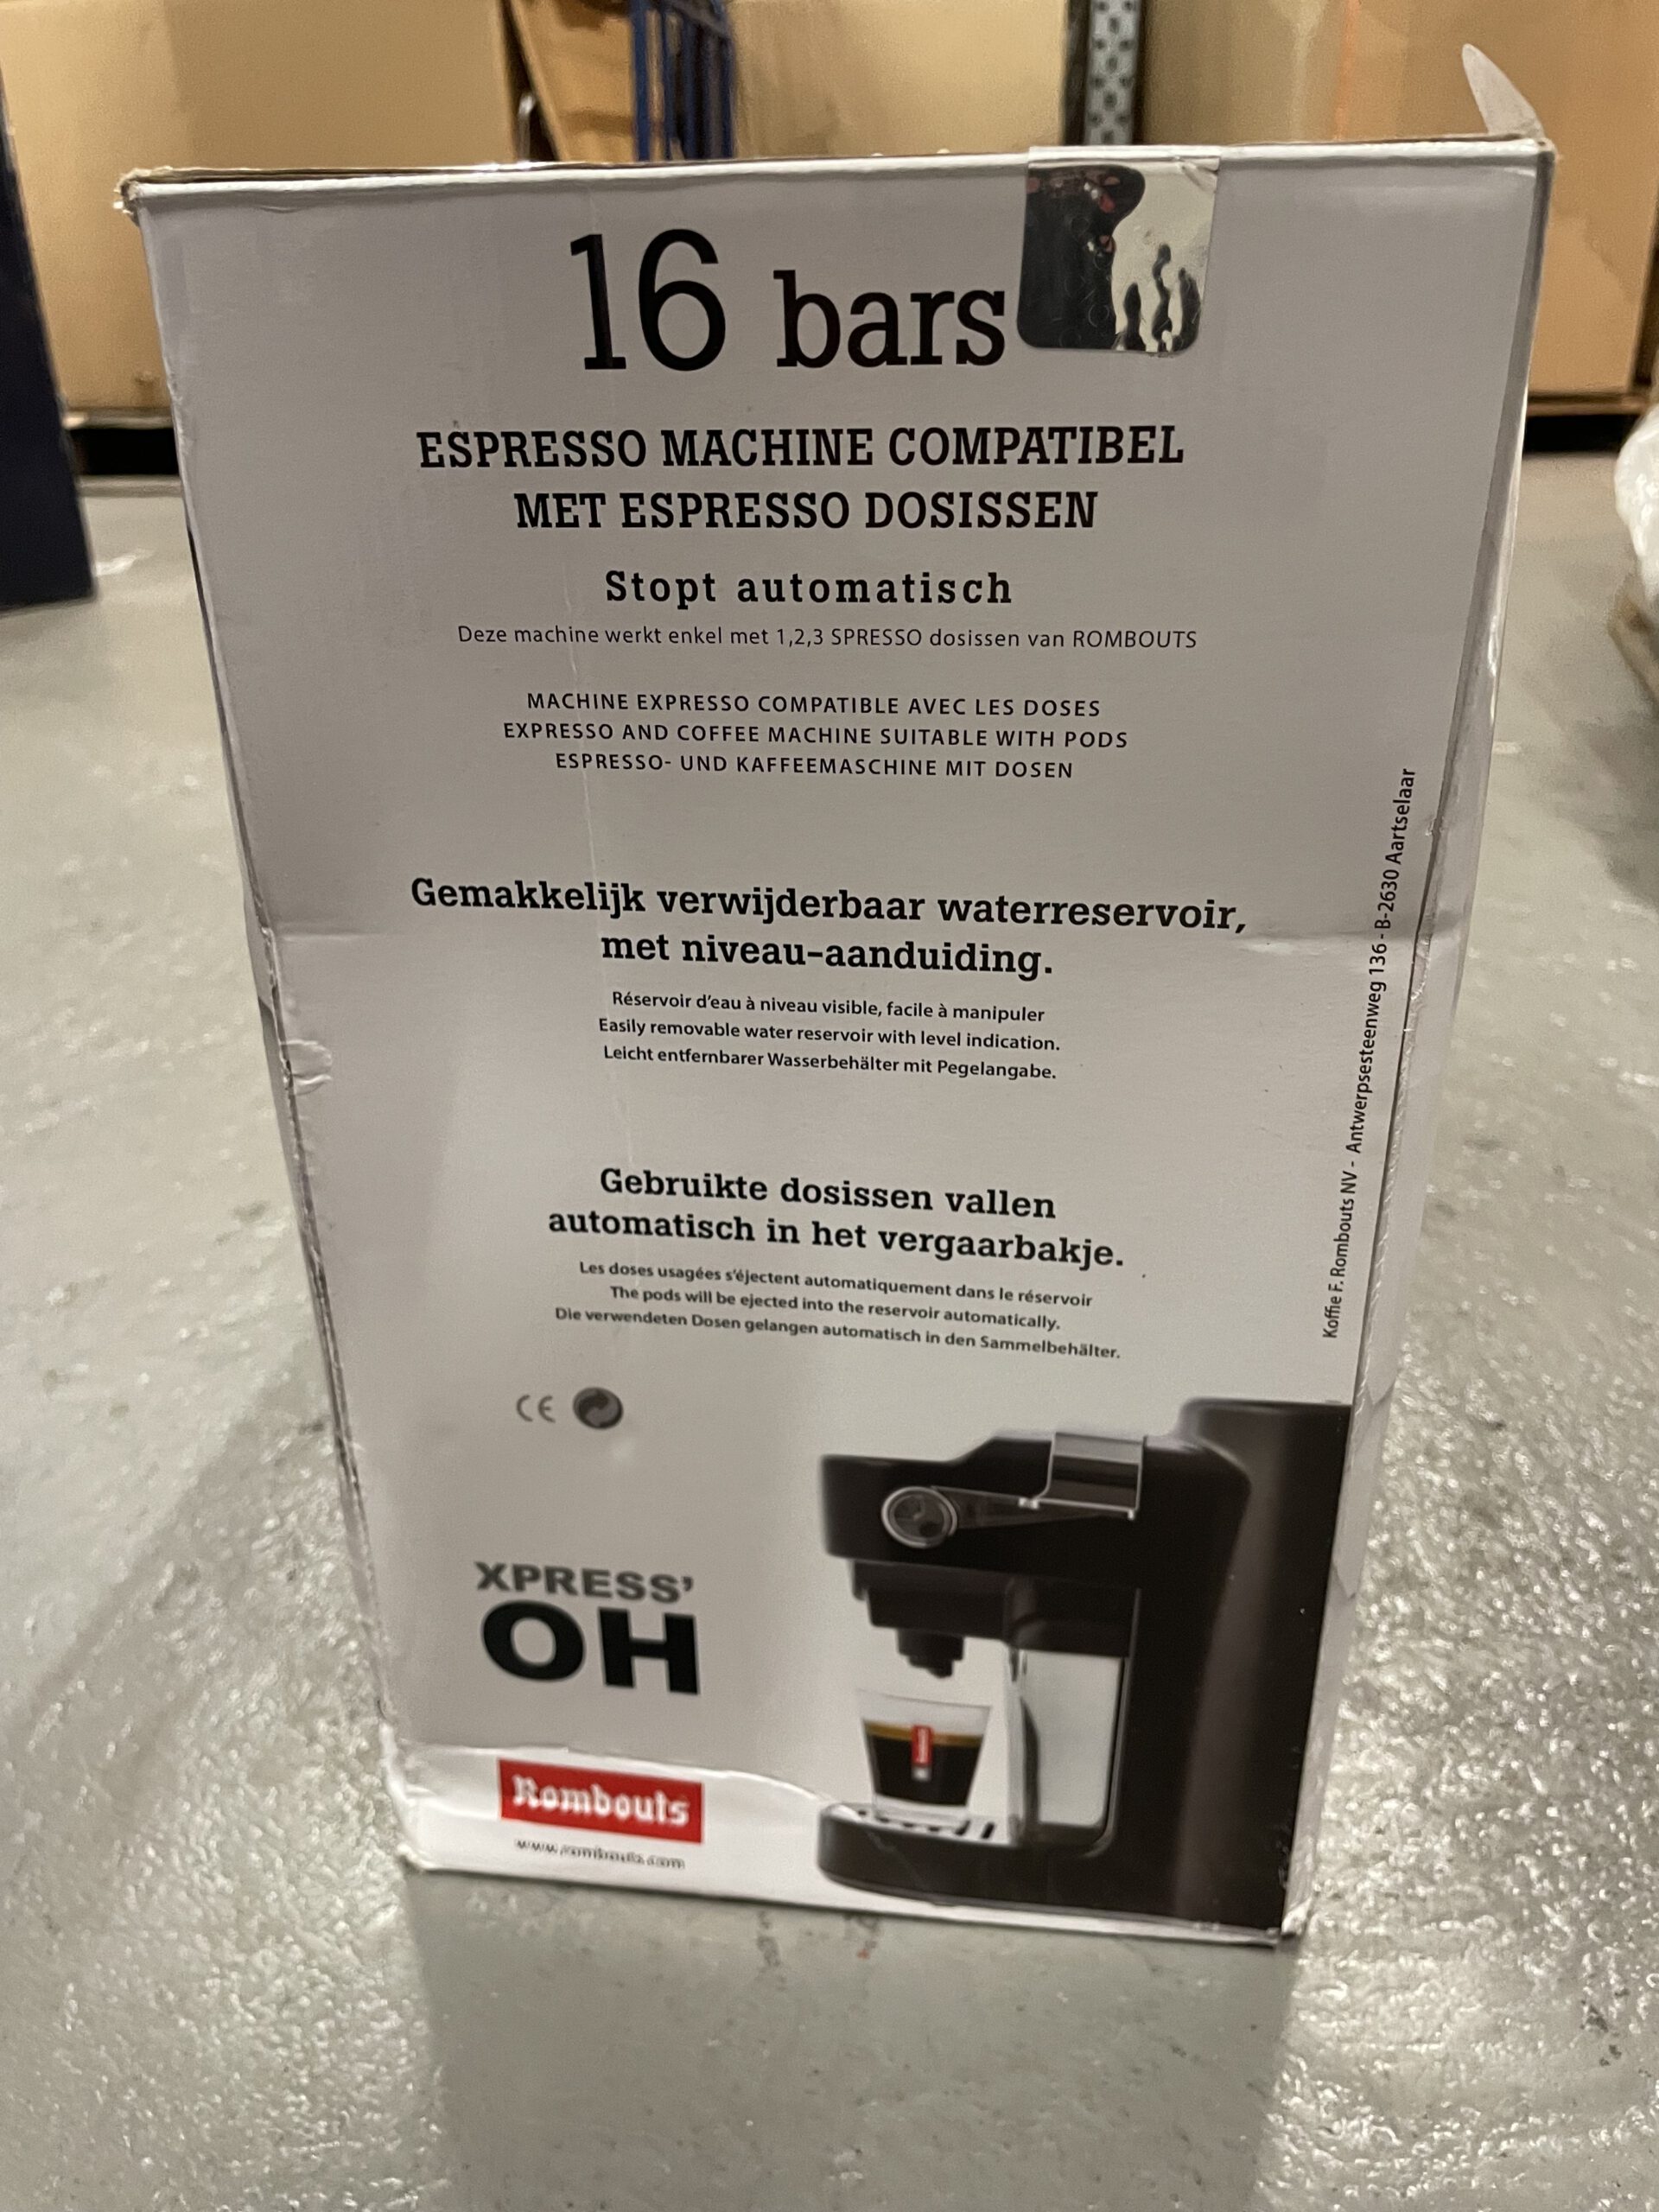 16 bars
ESPRESSO MACHINE COMPATIBEL
MET ESPRESSO DOSISSEN
Stopt automatisch
Deze machine werkt enkel met 1,2,3 SPRESSO dosissen van ROMBOUTS
MACHINE EXPRESSO COMPATIBLE AVEC LES DOSES
EXPRESSO AND COFFEE MACHINE SUITABLE WITH PODS
ESPRESSO- UND KAFFEEMASCHINE MIT DOSEN
Gemakkelijk verwijderbaar waterreservoir,
met niveau-aanduiding.
Réservoir d'eau à niveau visible, facile à manipuler
Easily removable water reservoir with level indication.
Leicht entfernbarer Wasserbehälter mit Pegelangabe.
Gebruikte dosissen vallen
automatisch in het vergaarbakje.
Les doses usagées s'éjectent automatiquement dans le réservoir
The pods will be ejected into the reservoir automatically.
Die verwendeten Dosen gelangen automatisch in den Sammelbehälter.
Koffie F. Rombouts NV - Antwerpsesteenweg 136 - B-2630 Aartselaar
CE
XPRESS'
OH
Rombouts
www.rombouts.com